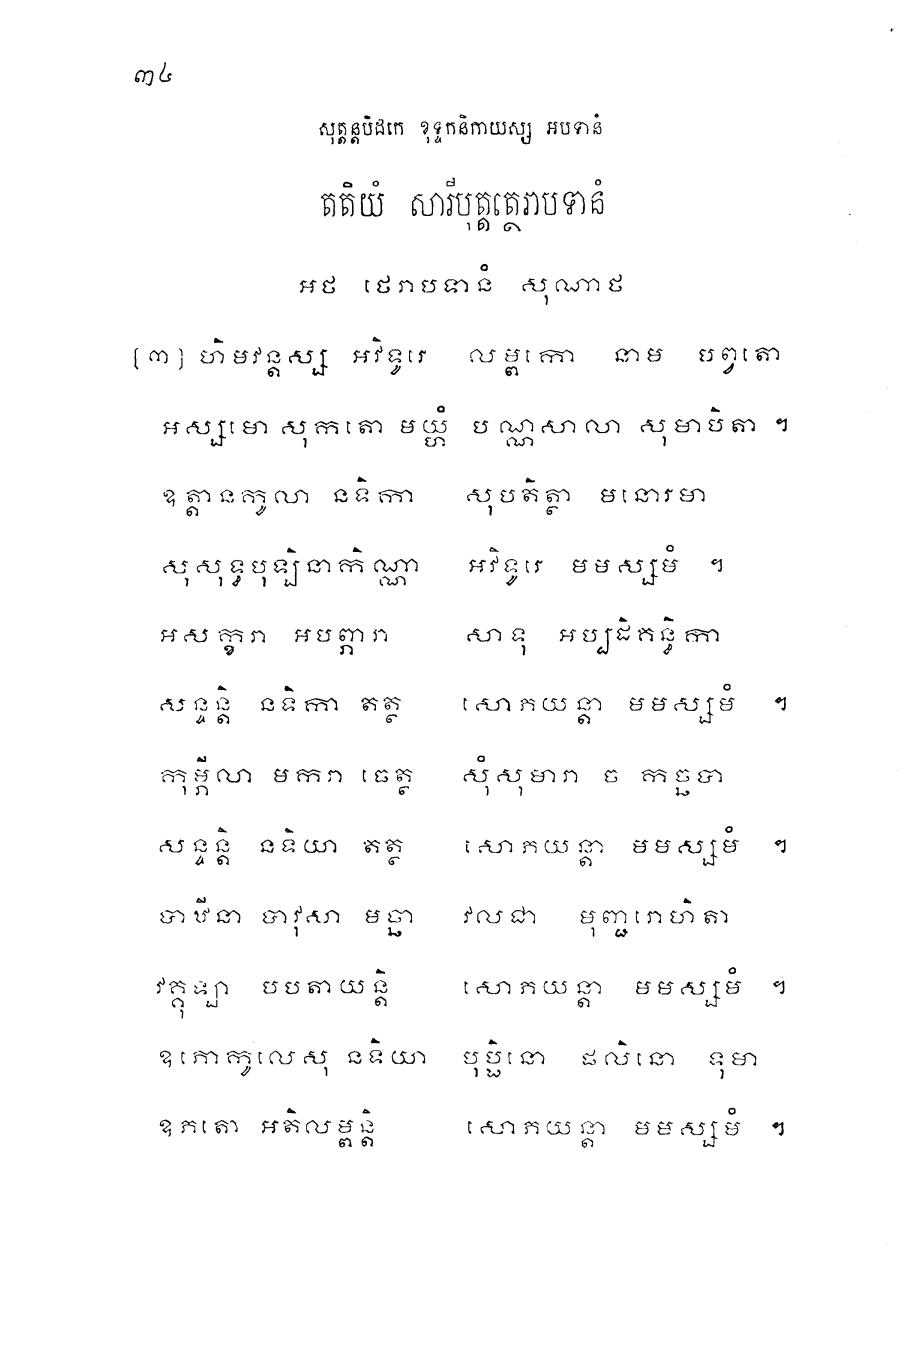 ៣៤
សុត្តន្តបិដកេ ខុទ្ទកនិកាយស្ស អបទានំ
តតិយំ សារីបុត្តត្ថេរាបទានំ
អថ ថេរាបទានំ សុណាថ
[៣] ហិមវន្តស្ស អវិទូរេ លម្ពកោ នាម បព្វតោ
អស្សមោ សុកតោ មយ្ហំ បណ្ណសាលា សុមាបិតា ។
ឧត្តានកូលា នទិកា សុបតិត្ថា មនោរមា
សុសុទ្ធបុឡិនាកិណ្ណា អវិទូរេ មមស្សមំ ។
អសក្ខរា អបញ្ភារា សាទុ អប្បដិគន្ធិកា
សន្ទន្តិ នទិកា តត្ថ សោភយន្តា មមស្សមំ ។
កុម្ភីលា មករា ចេត្ថ សុំសុមារា ច កច្ឆបា
សន្ទន្តិ នទិយា តត្ថ សោភយន្តា មមស្សមំ ។
បាឋីនា បាវុសា មច្ឆា វលជា មុញ្ជរោហិតា
វគ្គុឡា បបតាយន្តិ សោភយន្តា មមស្សមំ ។
ឧភោកូលេសុ នទិយា បុប្ផិនោ ផលិនោ ទុមា
ឧភតោ អភិលម្ពន្តិ សោភយន្តា មមស្សមំ ។